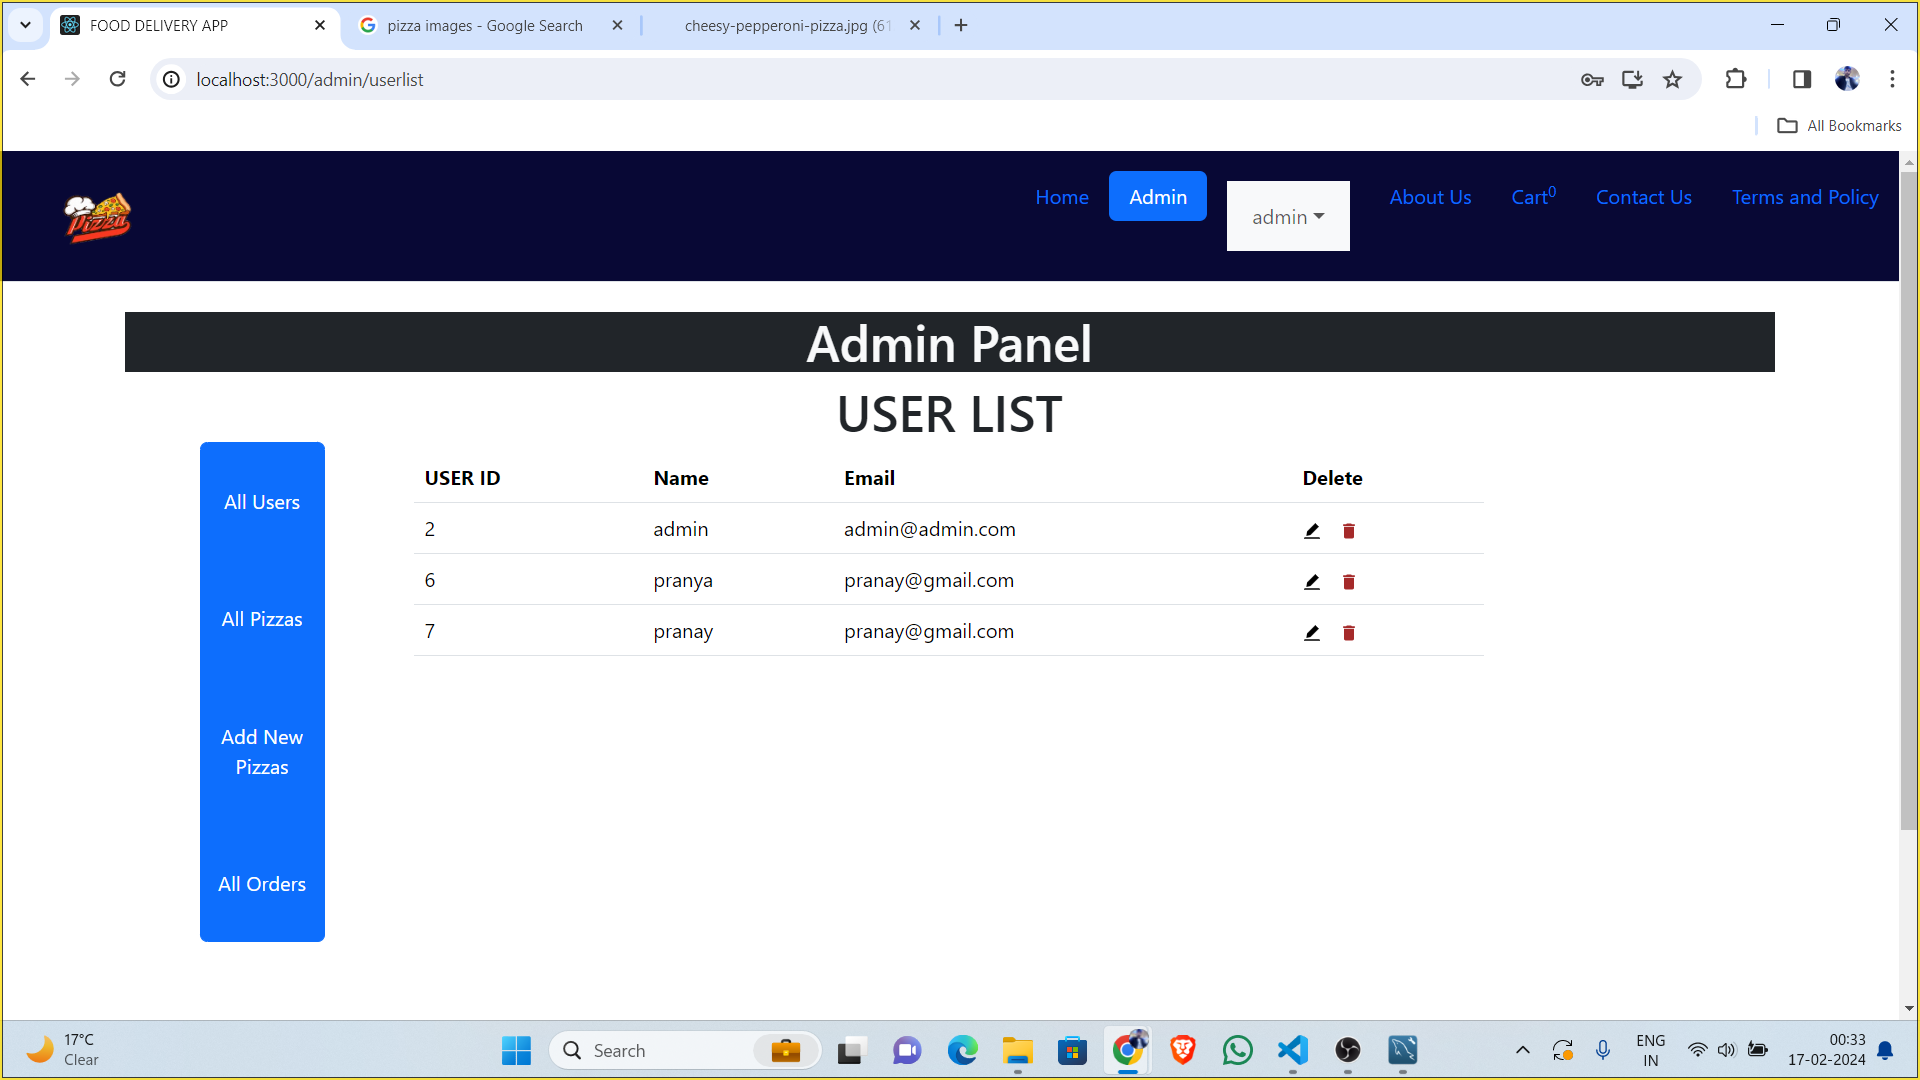 FOOD DELIVERY APP
pizza images - Google Search
cheesy-pepperoni-pizza.jpg (61
localhost:3000/admin/userlist
All Bookmarks
Pizza
Home
Admin
admin
About Us
Cart0
Contact Us
Terms and Policy
Admin Panel
USER LIST
All Users
All Pizzas
Add New
Pizzas
All Orders
USER ID Name Email Delete
2 admin admin@admin.com
6 pranya pranay@gmail.com
7 pranay pranay@gmail.com
17°C
Clear
Search
ENG
IN
00:33
17-02-2024